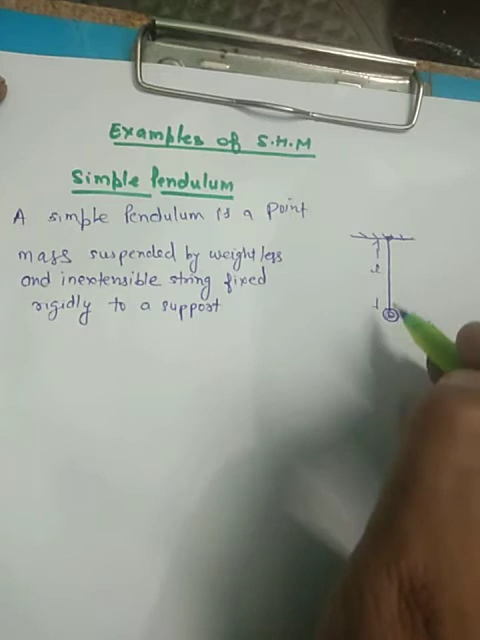 Examples of S.H.M
Simple Pendulum
A simple Pendulum is a point
mass suspended by weightless
and inextensible string fixed
rigidly to a support
l